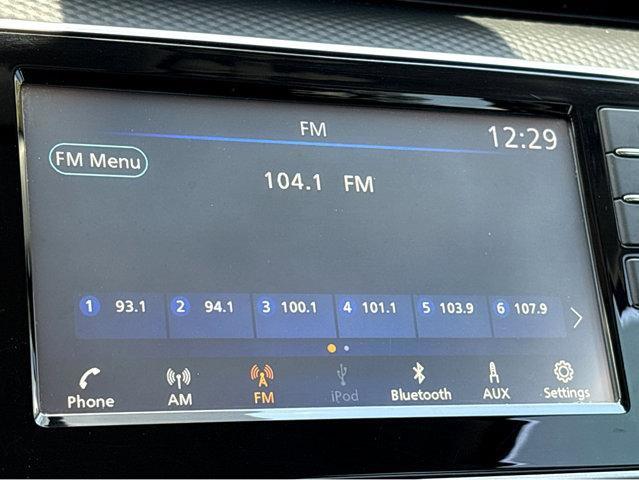 FM
12:29
FM Menu
104.1 FM
1 93.1 2 94.1 3 100.1 4 101.1 5 103.9 6 107.9
Phone AM FM iPod Bluetooth AUX Settings